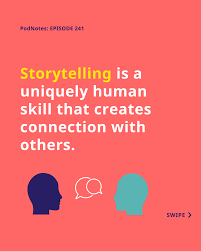 PodNotes: EPISODE 241
Storytelling is a
uniquely human
skill that creates
connection with
others.
SWIPE